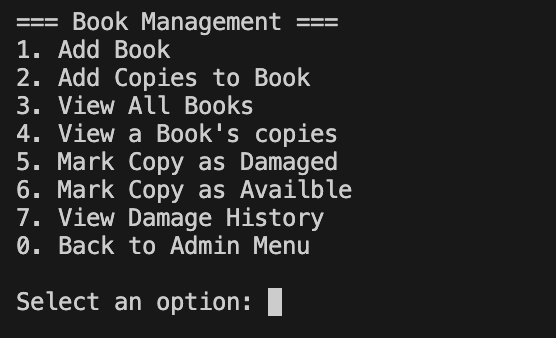 === Book Management ===
1. Add Book
2. Add Copies to Book
3. View All Books
4. View a Book's copies
5. Mark Copy as Damaged
6. Mark Copy as Availble
7. View Damage History
0. Back to Admin Menu
Select an option: